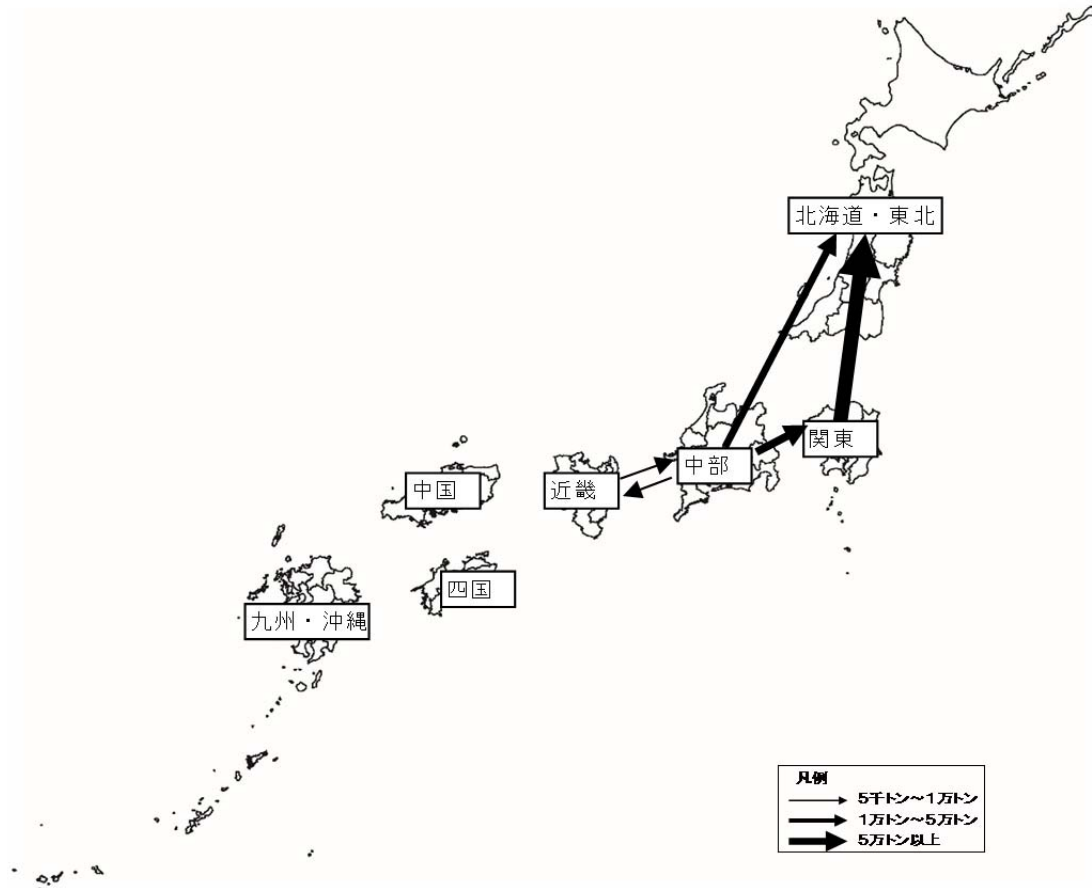 北海道・東北
関東
中部
近畿
中国
四国
九州・沖縄
凡例
5千トン～1万トン
1万トン～5万トン
5万トン以上